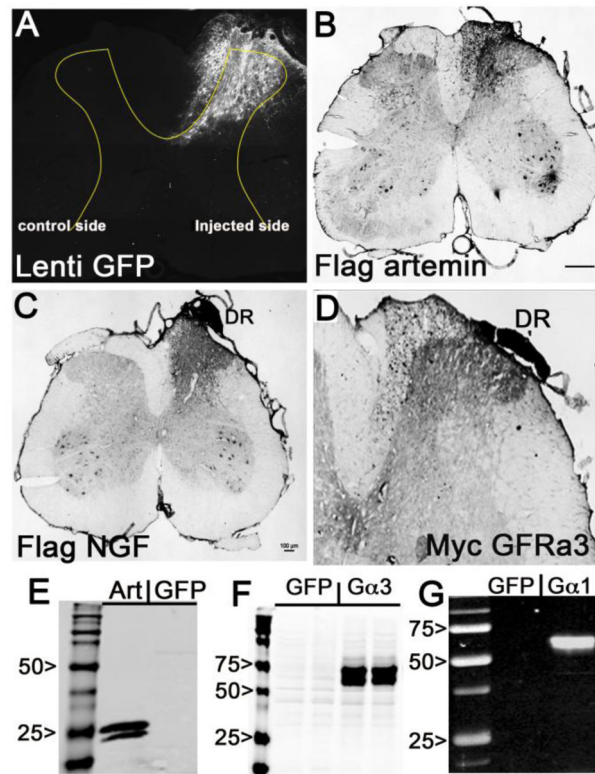 A
control side
Injected side
Lenti GFP
B
Flag artemin
C
DR
100 µm
Flag NGF
D
DR
Myc GFRa3
E
Art|GFP
50>
25>
F
GFP | Gα3
75>
50>
25>
G
GFP | Gα1
75>
50>
25>